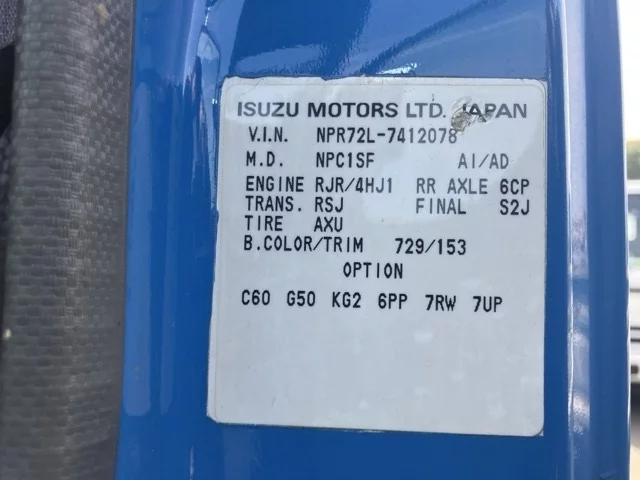 ISUZU MOTORS LTD. JAPAN
V.I.N. NPR72L-7412078
M.D. NPC1SF AI/AD
ENGINE RJR/4HJ1 RR AXLE 6CP
TRANS. RSJ FINAL S2J
TIRE AXU
B.COLOR/TRIM 729/153
OPTION
C60 G50 KG2 6PP 7RW 7UP